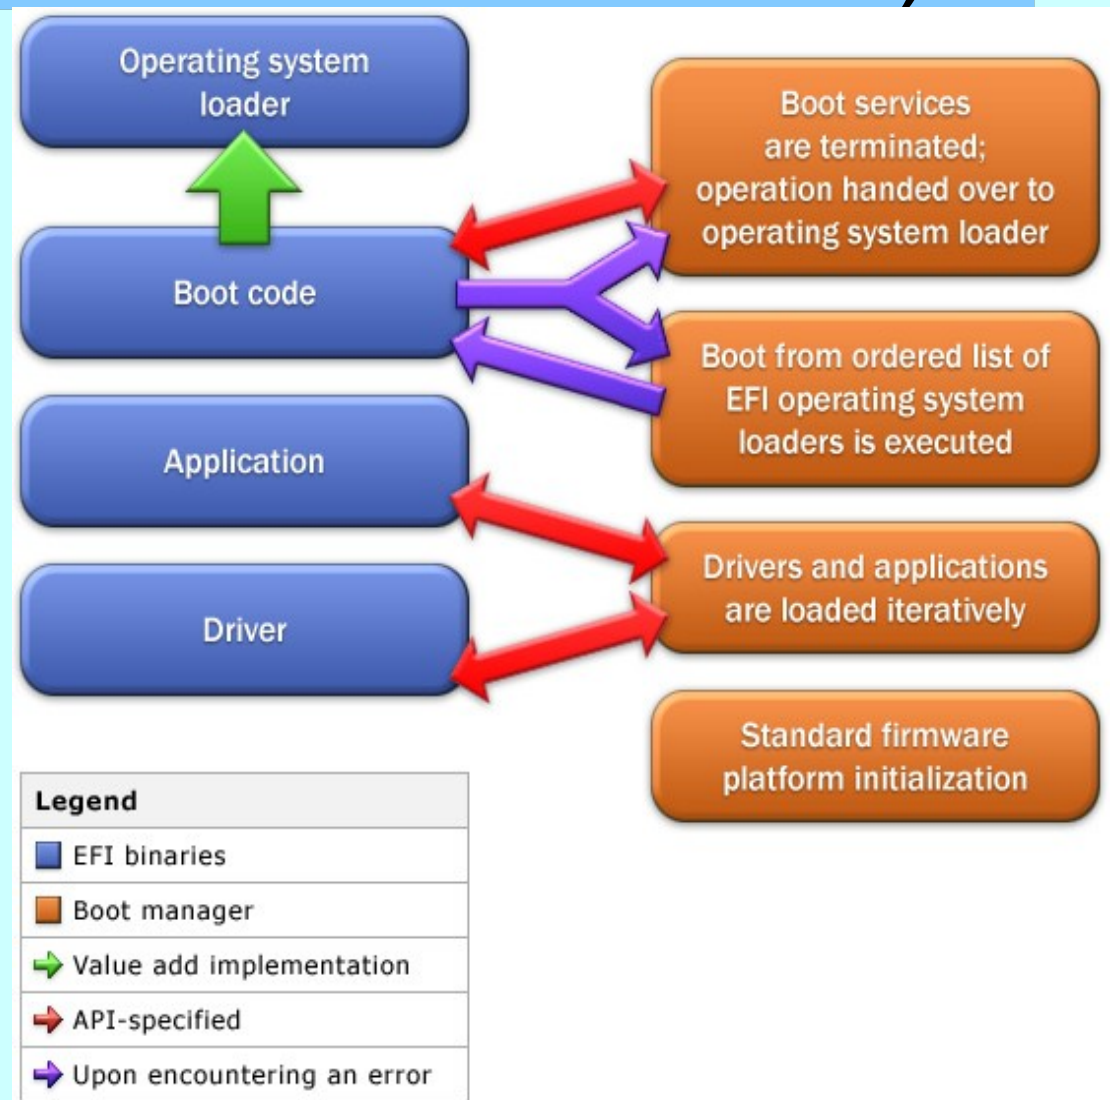 Operating system
loader
Boot code
Application
Driver
Boot services
are terminated;
operation handed over to
operating system loader
Boot from ordered list of
EFI operating system
loaders is executed
Drivers and applications
are loaded iteratively
Standard firmware
platform initialization
Legend
EFI binaries
Boot manager
Value add implementation
API-specified
Upon encountering an error